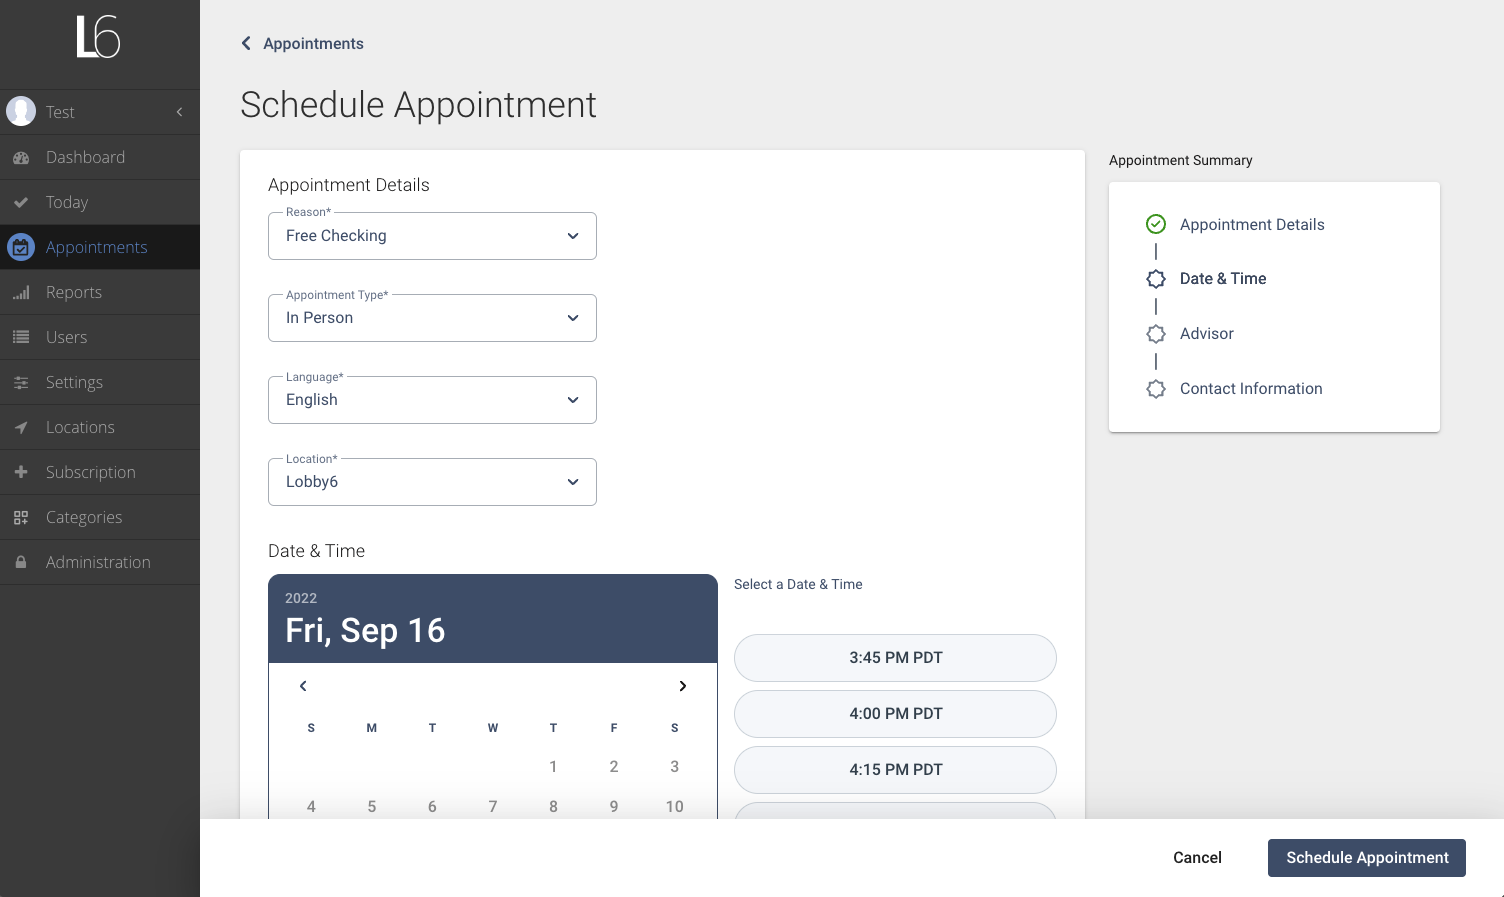 L6
Test
Dashboard
Today
Appointments
Reports
Users
Settings
Locations
Subscription
Categories
Administration
Appointments
Schedule Appointment
Appointment Details
Reason*
Free Checking
Appointment Type*
In Person
Language*
English
Location*
Lobby6
Date & Time
2022
Fri, Sep 16
S M T W T F S
1 2 3
4 5 6 7 8 9 10
Select a Date & Time
3:45 PM PDT
4:00 PM PDT
4:15 PM PDT
Appointment Summary
Appointment Details
Date & Time
Advisor
Contact Information
Cancel
Schedule Appointment